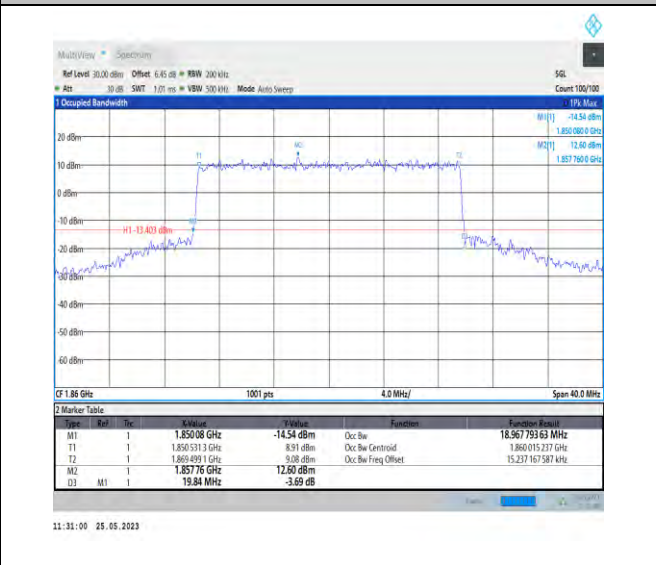 MultiView Spectrum
Ref Level 30.00 dBm Offset 6.45 dB RBW 200 kHz SGL
Att 30 dB SWT 1.01 ms VBW 500 kHz Mode Auto Sweep Count 100/100
1 Occupied Bandwidth 1Pk Max
M1[1] -14.54 dBm
1.850 080 0 GHz
M2[1] 12.60 dBm
1.857 760 0 GHz
20 dBm
T1 M2 T2
10 dBm
0 dBm
-10 dBm
H1 -13.403 dBm
-20 dBm
-30 dBm
-40 dBm
-50 dBm
-60 dBm
CF 1.86 GHz 1001 pts 4.0 MHz/ Span 40.0 MHz
2 Marker Table
Type Ref Trc X-Value Y-Value Function Function Result
M1 1 1.85008 GHz -14.54 dBm Occ Bw 18.967 793 63 MHz
T1 1 1.850 531 3 GHz 8.91 dBm Occ Bw Centroid 1.860 015 237 GHz
T2 1 1.869 499 1 GHz 9.08 dBm Occ Bw Freq Offset 15.237 167 587 kHz
M2 1 1.85776 GHz 12.60 dBm
D3 M1 1 19.84 MHz -3.69 dB
11:31:00 25.05.2023